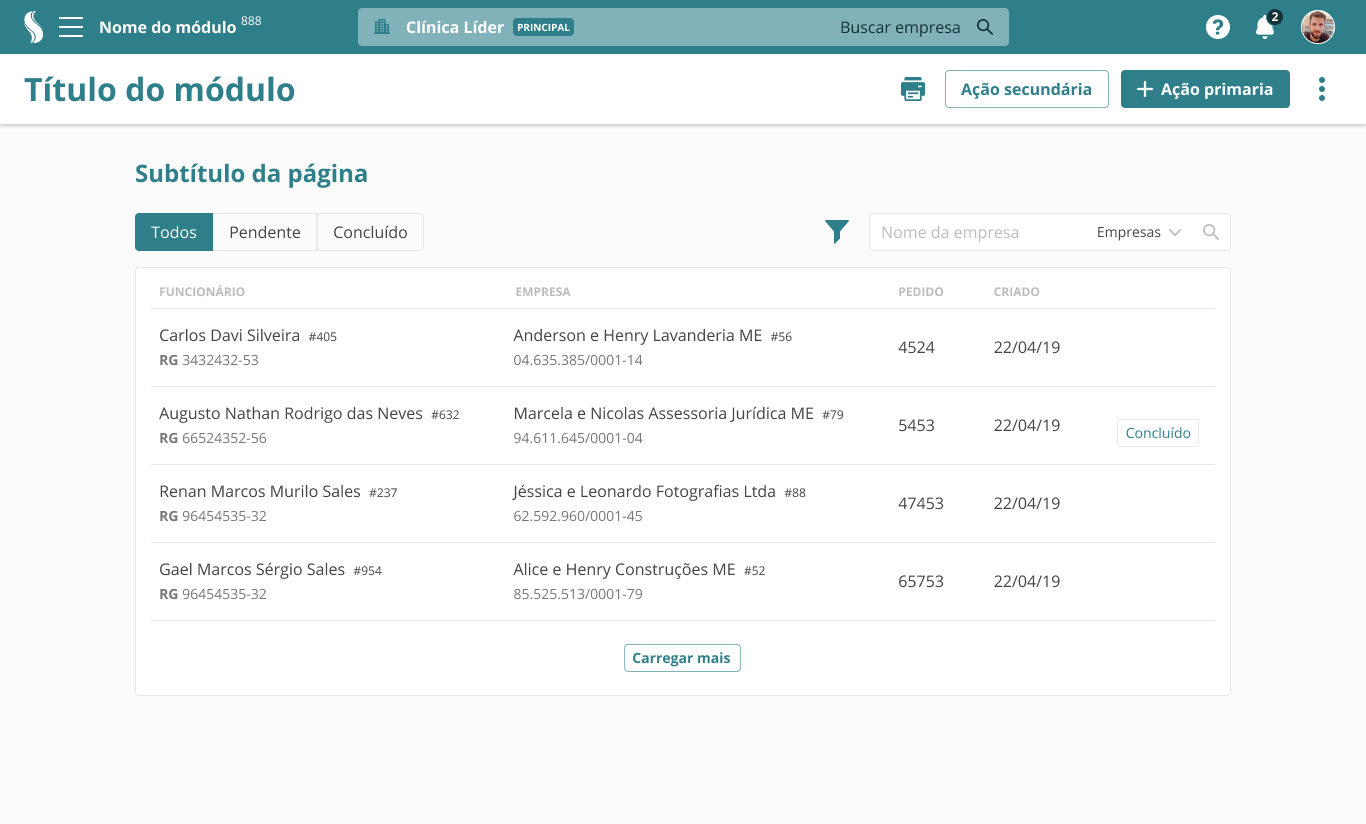 Nome do módulo 888
Clínica Líder PRINCIPAL
Buscar empresa
? 2
Título do módulo
Ação secundária
Ação primaria
Subtítulo da página
Todos Pendente Concluído
Nome da empresa Empresas
FUNCIONÁRIO EMPRESA PEDIDO CRIADO
Carlos Davi Silveira #405 Anderson e Henry Lavanderia ME #56
RG 3432432-53 04.635.385/0001-14
4524 22/04/19
Augusto Nathan Rodrigo das Neves #632 Marcela e Nicolas Assessoria Jurídica ME #79
RG 66524352-56 94.611.645/0001-04
5453 22/04/19 Concluído
Renan Marcos Murilo Sales #237 Jéssica e Leonardo Fotografias Ltda #88
RG 96454535-32 62.592.960/0001-45
47453 22/04/19
Gael Marcos Sérgio Sales #954 Alice e Henry Construções ME #52
RG 96454535-32 85.525.513/0001-79
65753 22/04/19
Carregar mais